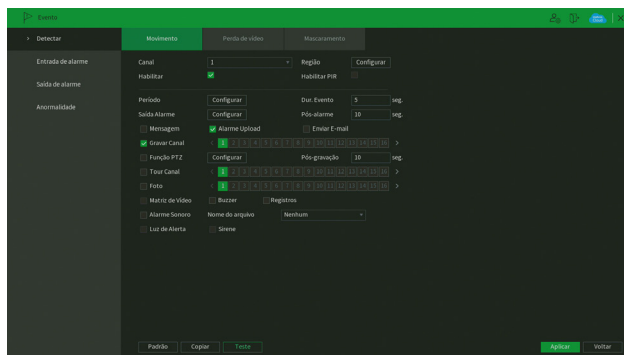 Evento
Detectar
Entrada de alarme
Saída de alarme
Anormalidade
Movimento Perda de vídeo Mascaramento
Canal 1 Região Configurar
Habilitar Habilitar PIR
Período Configurar Dur. Evento 5 seg.
Saída Alarme Configurar Pós-alarme 10 seg.
Mensagem Alarme Upload Enviar E-mail
Gravar Canal < 1 2 3 4 5 6 7 8 9 10 11 12 13 14 15 16 >
Função PTZ Configurar Pós-gravação 10 seg.
Tour Canal < 1 2 3 4 5 6 7 8 9 10 11 12 13 14 15 16 >
Foto < 1 2 3 4 5 6 7 8 9 10 11 12 13 14 15 16 >
Matriz de Vídeo Buzzer Registros
Alarme Sonoro Nome do arquivo Nenhum
Luz de Alerta Sirene
Padrão Copiar Teste Aplicar Voltar